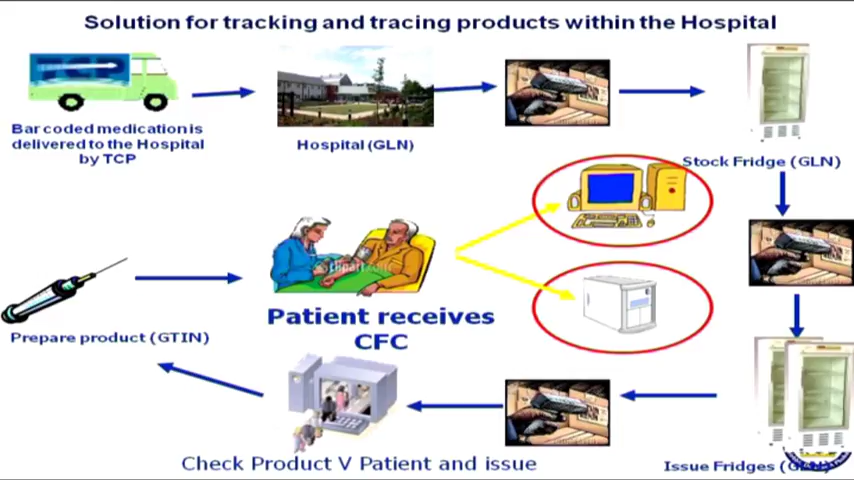 Solution for tracking and tracing products within the Hospital
Bar coded medication is
delivered to the Hospital
by TCP
Hospital (GLN)
Stock Fridge (GLN)
Patient receives
CFC
Prepare product (GTIN)
Check Product V Patient and issue
Issue Fridges (GLN)